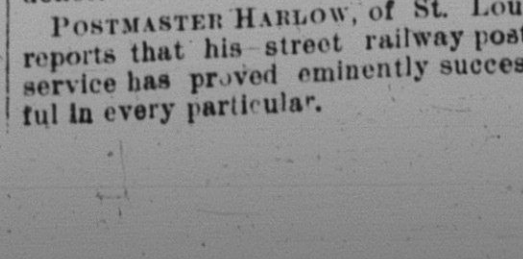 POSTMASTER HARLOW, of St. Lou
reports that his street railway post
service has proved eminently succes
ful in every particular.